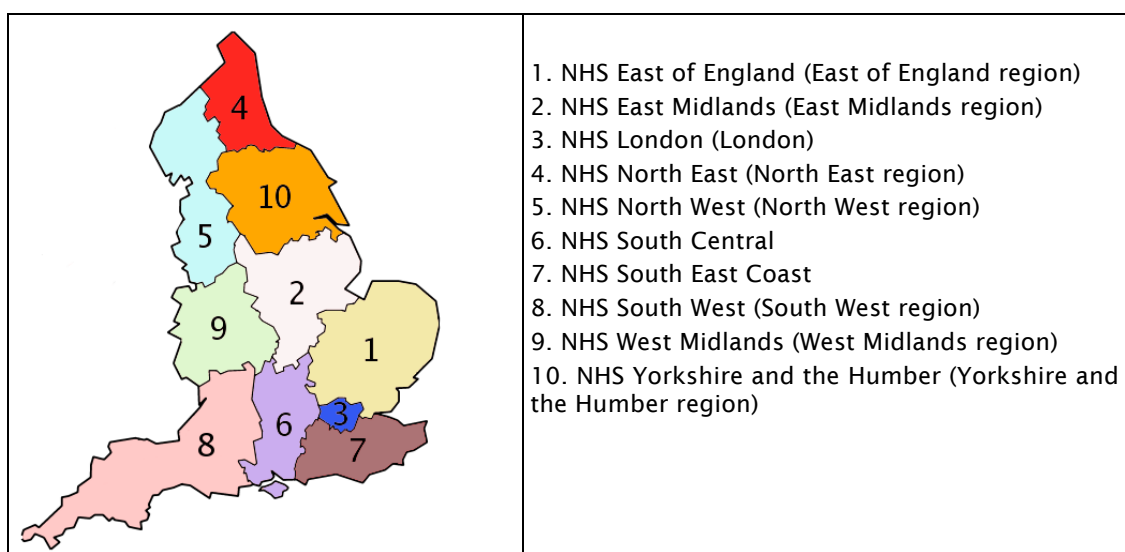 4
10
5
2
9
1
3
6
7
8
1. NHS East of England (East of England region)
2. NHS East Midlands (East Midlands region)
3. NHS London (London)
4. NHS North East (North East region)
5. NHS North West (North West region)
6. NHS South Central
7. NHS South East Coast
8. NHS South West (South West region)
9. NHS West Midlands (West Midlands region)
10. NHS Yorkshire and the Humber (Yorkshire and
the Humber region)